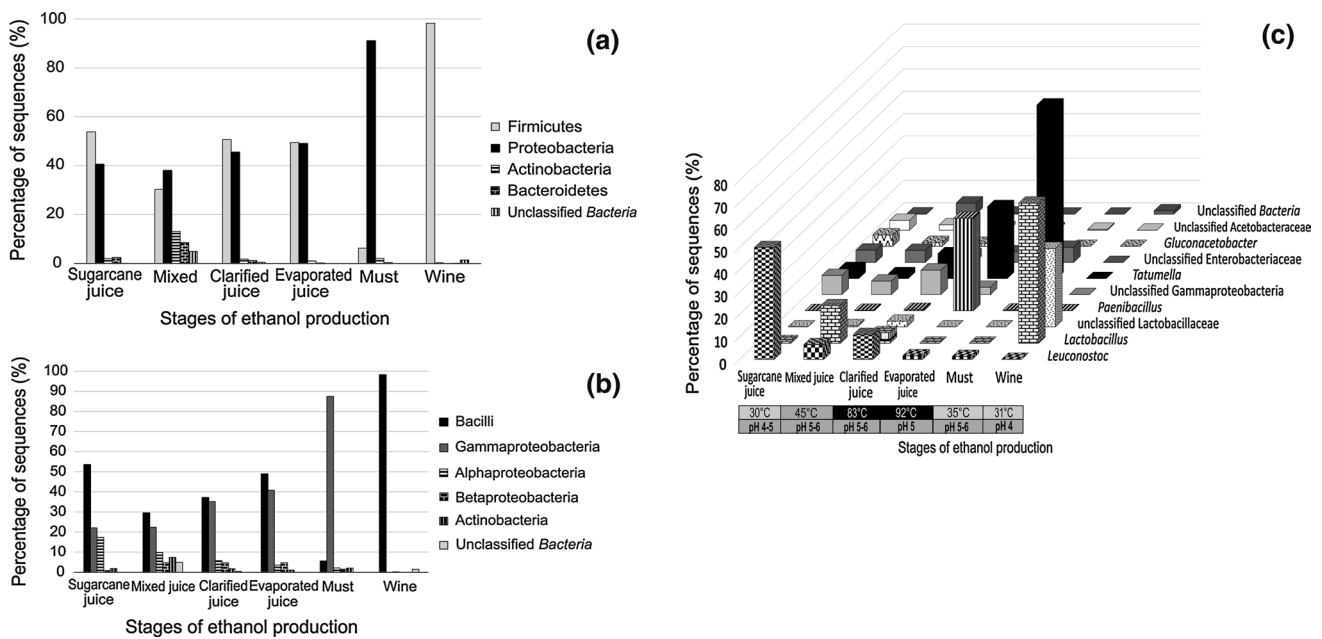 (a)
Percentage of sequences (%)
100
80
60
40
20
0
Sugarcane juice
Mixed
Clarified juice
Evaporated juice
Must
Wine
Stages of ethanol production
Firmicutes
Proteobacteria
Actinobacteria
Bacteroidetes
Unclassified Bacteria
(b)
Percentage of sequences (%)
100
90
80
70
60
50
40
30
20
10
0
Sugarcane juice
Mixed juice
Clarified juice
Evaporated juice
Must
Wine
Stages of ethanol production
Bacilli
Gammaproteobacteria
Alphaproteobacteria
Betaproteobacteria
Actinobacteria
Unclassified Bacteria
(c)
Percentage of sequences (%)
80
70
60
50
40
30
20
10
0
Unclassified Bacteria
Unclassified Acetobacteraceae
Gluconacetobacter
Unclassified Enterobacteriaceae
Tatumella
Unclassified Gammaproteobacteria
Paenibacillus
unclassified Lactobacillaceae
Lactobacillus
Leuconostoc
Sugarcane juice
Mixed juice
Clarified juice
Evaporated juice
Must
Wine
30°C 45°C 83°C 92°C 35°C 31°C
pH 4-5 pH 5-6 pH 5-6 pH 5 pH 5-6 pH 4
Stages of ethanol production